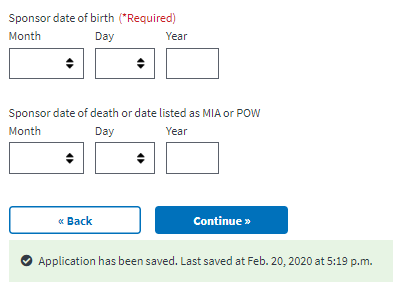 Sponsor date of birth (*Required)
Month Day Year
Sponsor date of death or date listed as MIA or POW
Month Day Year
« Back Continue »
Application has been saved. Last saved at Feb. 20, 2020 at 5:19 p.m.